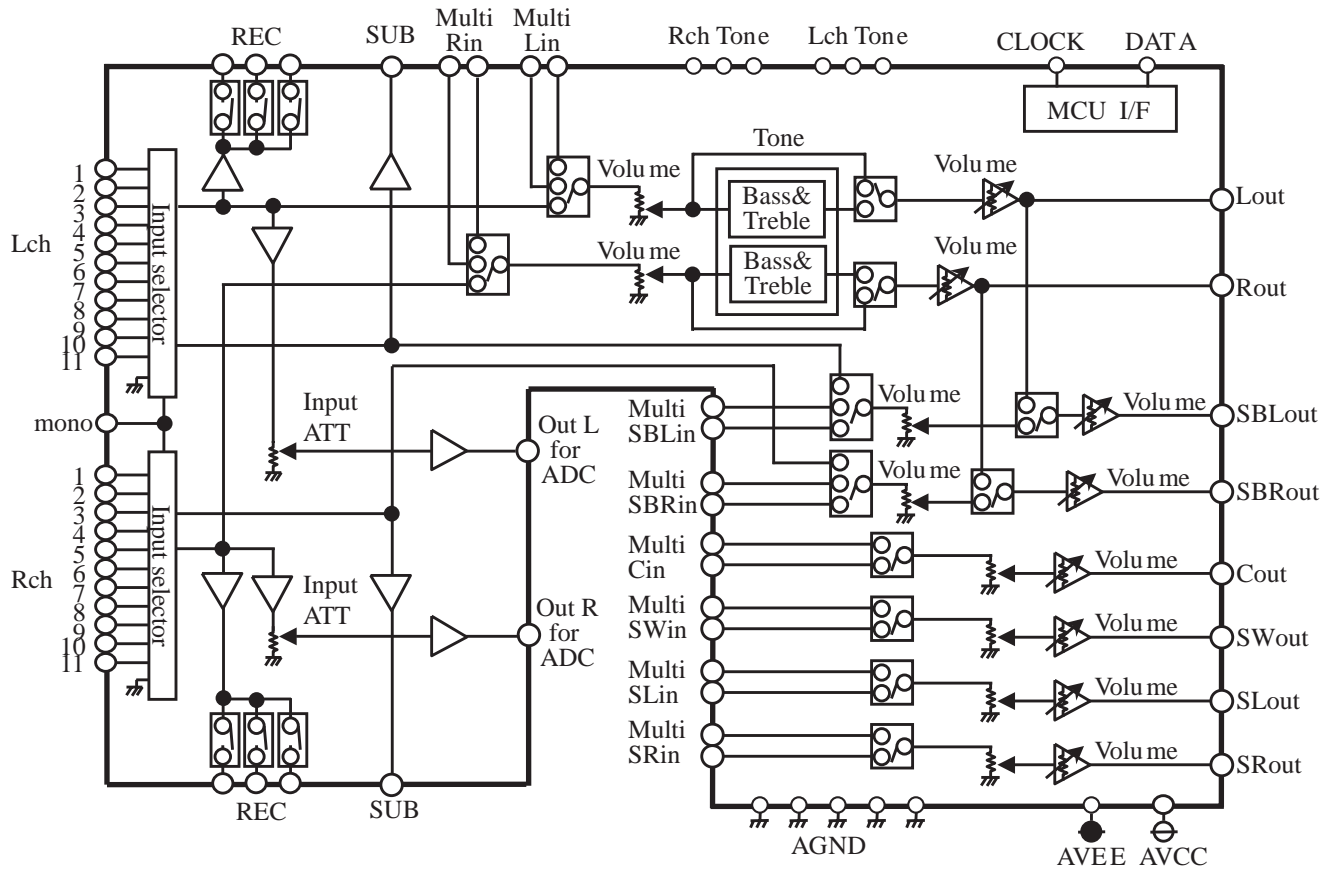 REC
SUB
Multi
Rin
Multi
Lin
Rch Tone
Lch Tone
CLOCK
DATA
MCU I/F
Lch
1
2
3
4
5
6
7
8
9
10
11
Input selector
Volume
Volume
Tone
Bass&
Treble
Bass&
Treble
Volume
Volume
Lout
Rout
mono
Input
ATT
Out L
for
ADC
Multi
SBLin
Volume
Volume
SBLout
Multi
SBRin
Volume
Volume
SBRout
Rch
1
2
3
4
5
6
7
8
9
10
11
Input selector
Input
ATT
Out R
for
ADC
Multi
Cin
Volume
Cout
Multi
SWin
Volume
SWout
Multi
SLin
Volume
SLout
Multi
SRin
Volume
SRout
REC
SUB
AGND
AVEE
AVCC